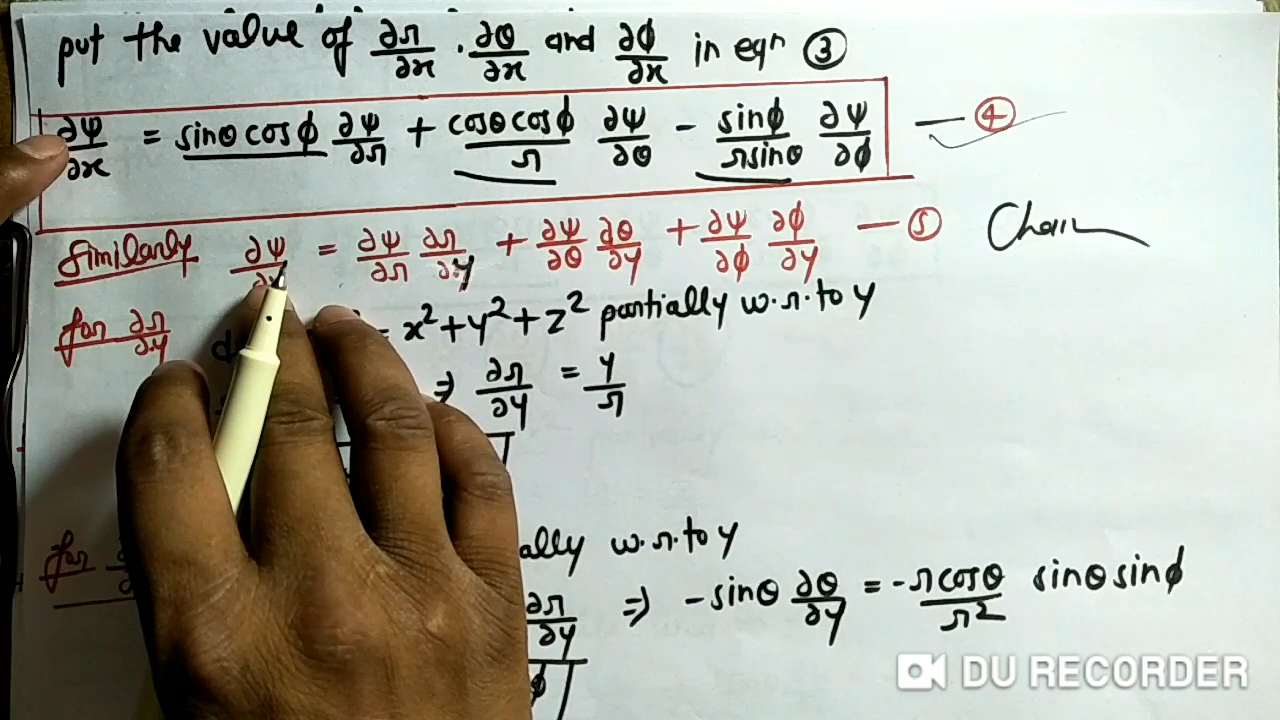 put the value of ∂r/∂x . ∂θ/∂x and ∂ϕ/∂x in eqn ③
∂ψ/∂x = sinθ cosϕ ∂ψ/∂r + cosθ cosϕ/r ∂ψ/∂θ − sinϕ/r sinθ ∂ψ/∂ϕ — ④
Similarly ∂ψ/∂y = ∂ψ/∂r ∂r/∂y + ∂ψ/∂θ ∂θ/∂y + ∂ψ/∂ϕ ∂ϕ/∂y — ⑤ Chain
for ∂r/∂y = x² + y² + z² partially w.r.to y
⇒ ∂r/∂y = y/r
for w.r.to y
∂r/∂y ⇒ −sinθ ∂θ/∂y = −r cosθ/r² sinθ sinϕ
ϕ
DU RECORDER